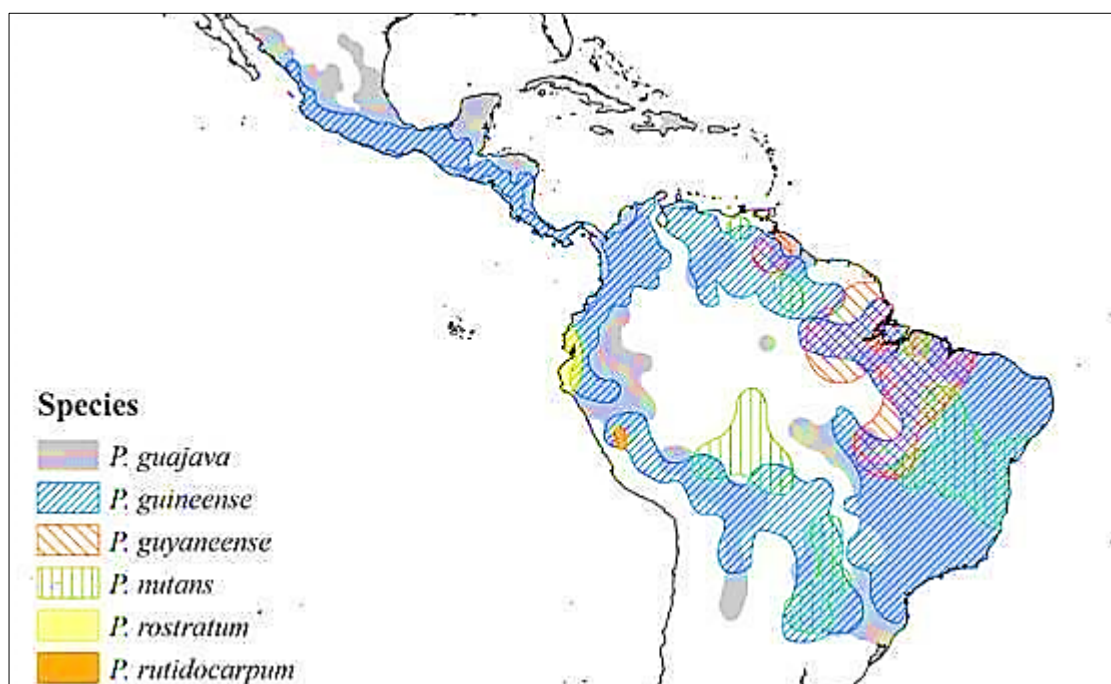 Species
P. guajava
P. guineense
P. guyaneense
P. nutans
P. rostratum
P. rutidocarpum